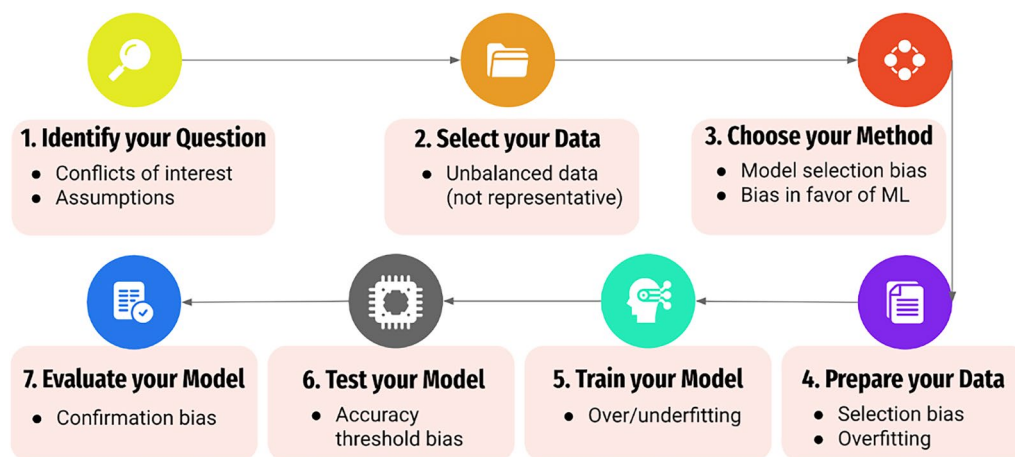 1. Identify your Question
● Conflicts of interest
● Assumptions
2. Select your Data
● Unbalanced data
(not representative)
3. Choose your Method
● Model selection bias
● Bias in favor of ML
7. Evaluate your Model
● Confirmation bias
6. Test your Model
● Accuracy
threshold bias
5. Train your Model
● Over/underfitting
4. Prepare your Data
● Selection bias
● Overfitting